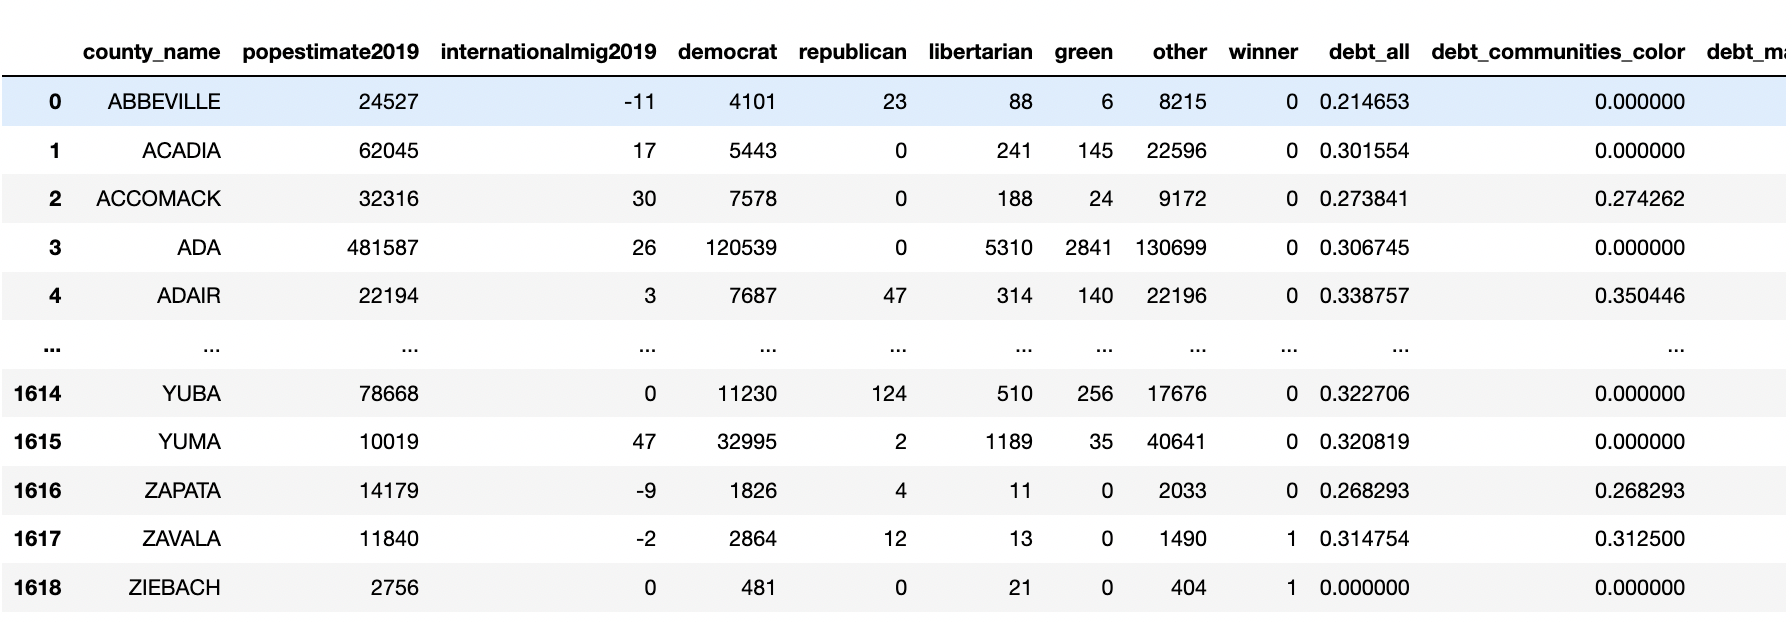 county_name popestimate2019 internationalmig2019 democrat republican libertarian green other winner debt_all debt_communities_color debt_ma
0 ABBEVILLE 24527 -11 4101 23 88 6 8215 0 0.214653 0.000000
1 ACADIA 62045 17 5443 0 241 145 22596 0 0.301554 0.000000
2 ACCOMACK 32316 30 7578 0 188 24 9172 0 0.273841 0.274262
3 ADA 481587 26 120539 0 5310 2841 130699 0 0.306745 0.000000
4 ADAIR 22194 3 7687 47 314 140 22196 0 0.338757 0.350446
... ... ... ... ... ... ... ... ... ... ... ...
1614 YUBA 78668 0 11230 124 510 256 17676 0 0.322706 0.000000
1615 YUMA 10019 47 32995 2 1189 35 40641 0 0.320819 0.000000
1616 ZAPATA 14179 -9 1826 4 11 0 2033 0 0.268293 0.268293
1617 ZAVALA 11840 -2 2864 12 13 0 1490 1 0.314754 0.312500
1618 ZIEBACH 2756 0 481 0 21 0 404 1 0.000000 0.000000